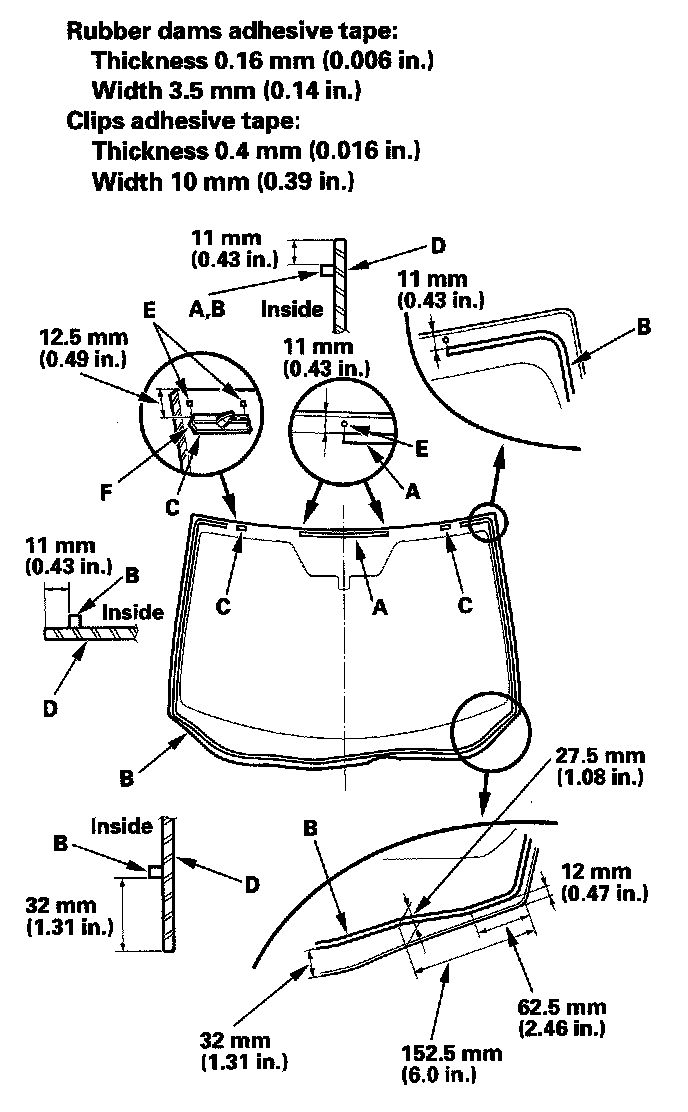 Rubber dams adhesive tape:
Thickness 0.16 mm (0.006 in.)
Width 3.5 mm (0.14 in.)
Clips adhesive tape:
Thickness 0.4 mm (0.016 in.)
Width 10 mm (0.39 in.)
11 mm
(0.43 in.)
D
A,B
Inside
11 mm
(0.43 in.)
B
E
12.5 mm
(0.49 in.)
11 mm
(0.43 in.)
E
A
F
C
11 mm
(0.43 in.)
B
Inside
D
C
A
C
B
27.5 mm
(1.08 in.)
Inside
B
D
32 mm
(1.31 in.)
B
12 mm
(0.47 in.)
62.5 mm
(2.46 in.)
32 mm
(1.31 in.)
152.5 mm
(6.0 in.)